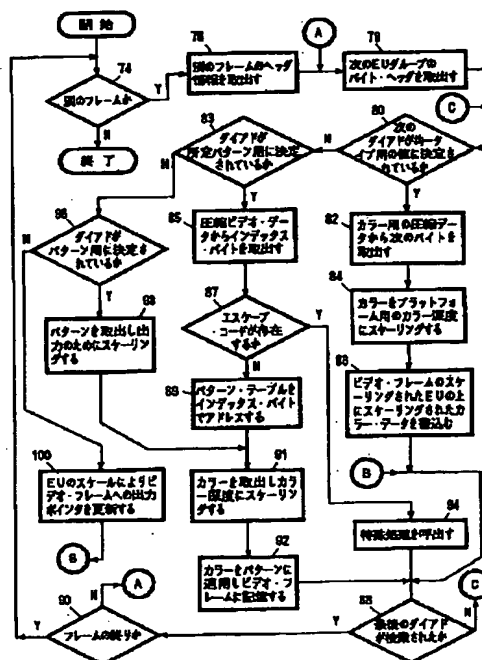 開始
74
別のフレームか
Y
N
終了
78
別のフレームのヘッダ
情報を取出す
A
79
次のEUグループの
バイト・ヘッダを取出す
C
80
次の
ダイアドが均一タ
イプ用の値に決定さ
れているか
N
Y
83
ダイアドが
所定パターン用に決定
されているか
N
Y
82
カラー用の圧縮データ
から次のバイトを
取出す
84
カラーをプラットフォ
ーム用のカラー深度
にスケーリングする
ビデオ・フレームのスケ
ーリングされたEUの上
にスケーリングされたカ
ラー・データを書込む
B
85
圧縮ビデオ・データ
からインデックス
・バイトを取出す
87
エスケープ
・コードが存在
するか
Y
N
89
パターン・テーブルを
インデックス・バイト
でアドレスする
91
カラーを取出しカラ
ー深度にスケーリン
グする
92
カラーをパターンに
適用しビデオ・フレ
ームに記憶する
ダイアドが
パターン用に決定さ
れているか
N
Y
パターンを取出し出
力のためにスケーリ
ングする
100
EUのスケールによりビ
デオ・フレームへの出力
ポインタを更新する
94
特殊処理を呼出す
88
最後のダイアド
が検索されたか
Y
N
C
90
フレームの終りか
Y
N
A